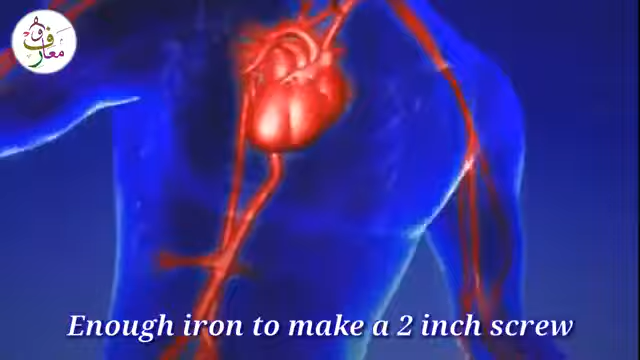 معارف و
Enough iron to make a 2 inch screw